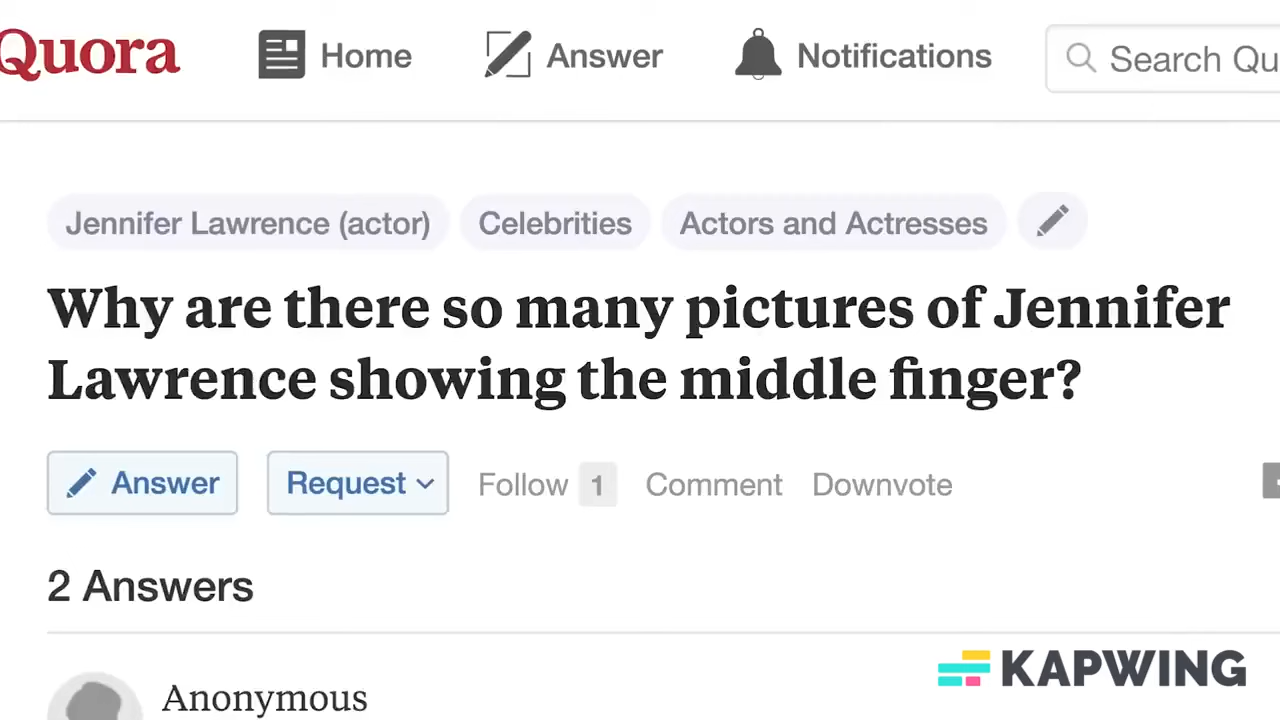 Quora Home Answer Notifications Search Qu
Jennifer Lawrence (actor) Celebrities Actors and Actresses
Why are there so many pictures of Jennifer
Lawrence showing the middle finger?
Answer Request Follow 1 Comment Downvote
2 Answers
KAPWING
Anonymous